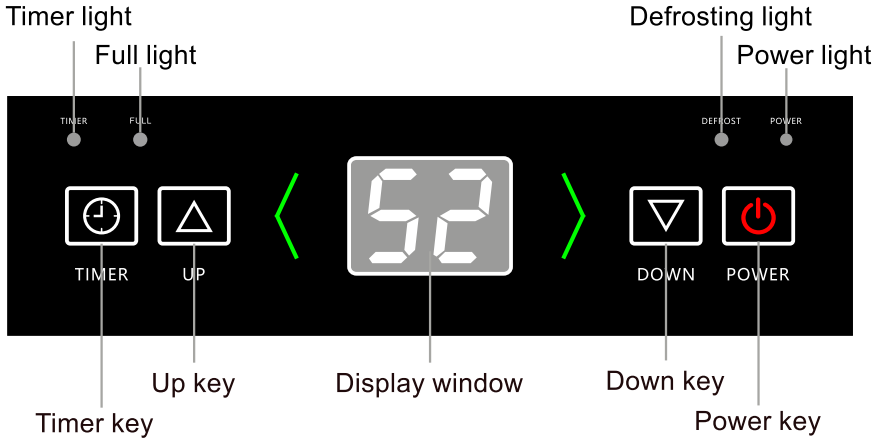 Timer light
Defrosting light
Full light
Power light
TIMER
FULL
DEFROST
POWER
52
TIMER
UP
DOWN
POWER
Up key
Display window
Down key
Timer key
Power key